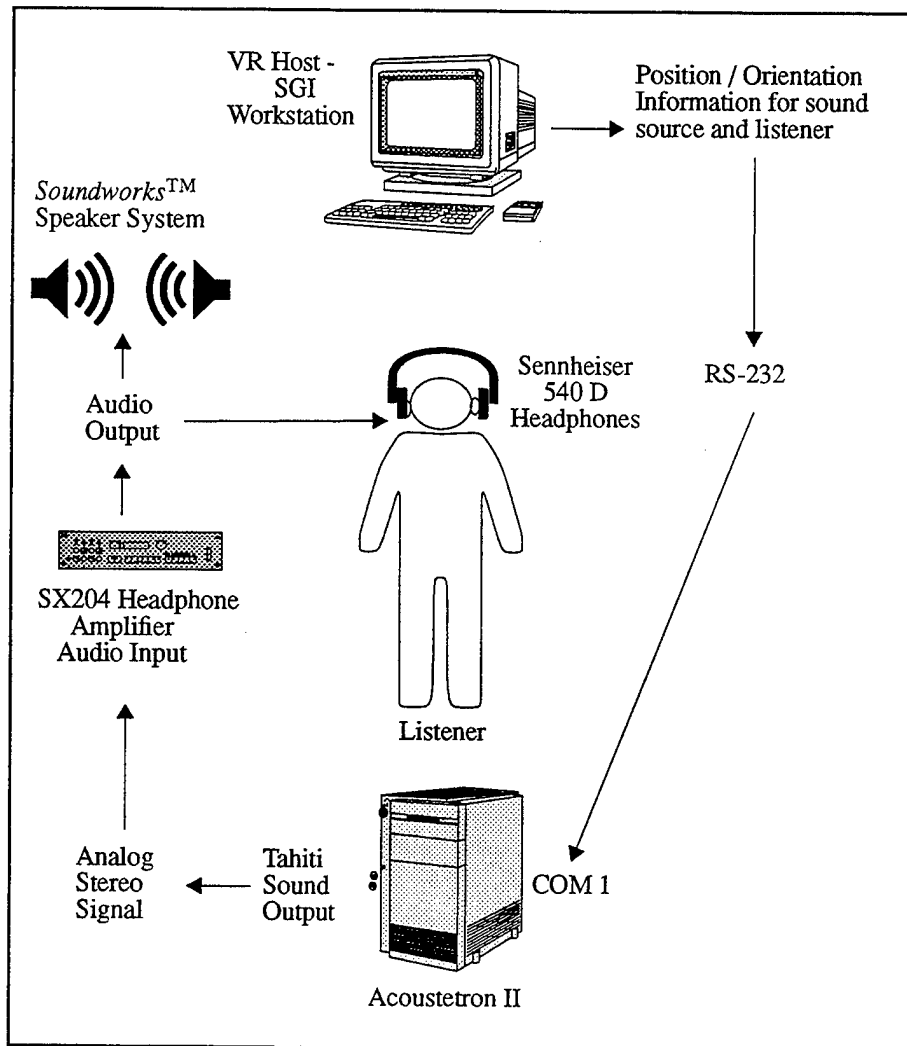 VR Host -
SGI
Workstation
Position / Orientation
Information for sound
source and listener
Soundworks™
Speaker System
Sennheiser
540 D
Headphones
RS-232
Audio
Output
SX204 Headphone
Amplifier
Audio Input
Listener
Analog
Stereo
Signal
Tahiti
Sound
Output
COM 1
Acoustetron II